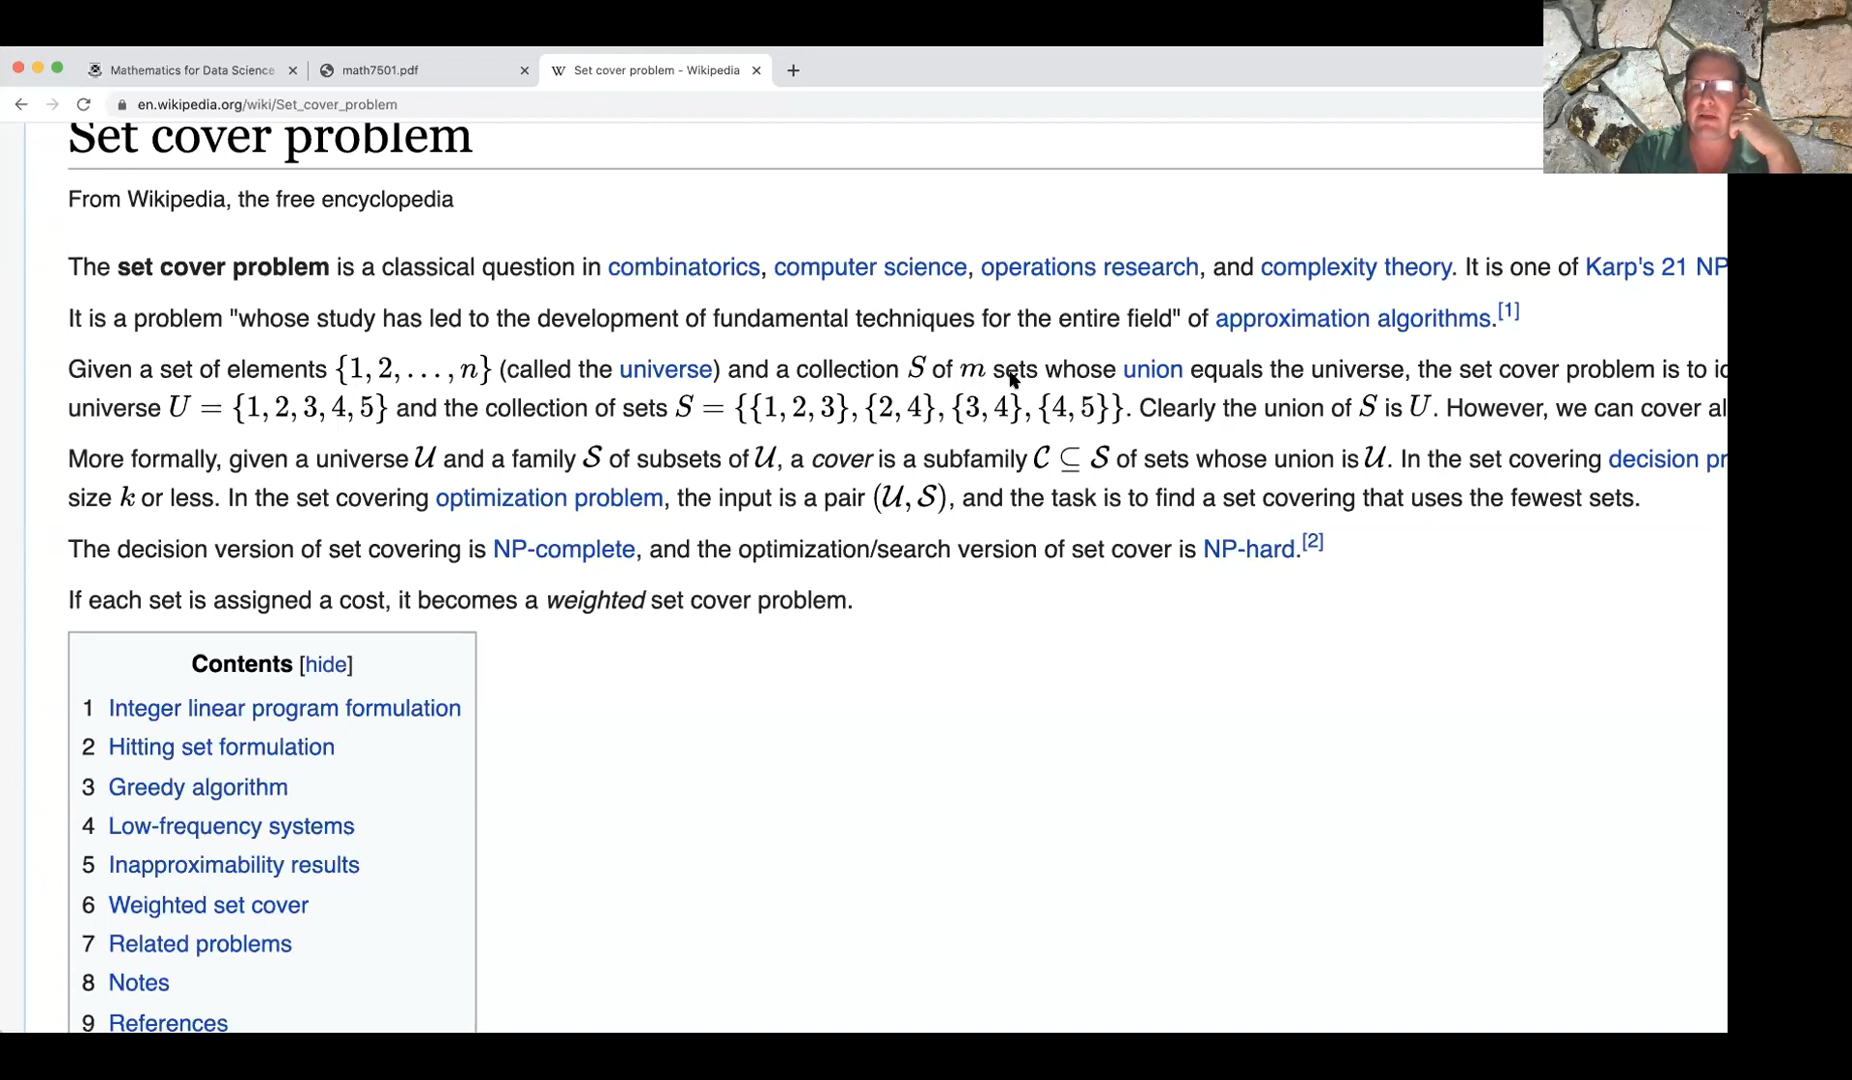 Mathematics for Data Science
math7501.pdf
W Set cover problem - Wikipedia
en.wikipedia.org/wiki/Set_cover_problem
Set cover problem
From Wikipedia, the free encyclopedia
The set cover problem is a classical question in combinatorics, computer science, operations research, and complexity theory. It is one of Karp's 21 NP
It is a problem "whose study has led to the development of fundamental techniques for the entire field" of approximation algorithms.[1]
Given a set of elements {1, 2, . . . , n} (called the universe) and a collection S of m sets whose union equals the universe, the set cover problem is to
universe U = {1, 2, 3, 4, 5} and the collection of sets S = {{1, 2, 3}, {2, 4}, {3, 4}, {4, 5}}. Clearly the union of S is U. However, we can cover al
More formally, given a universe 𝒰 and a family 𝒮 of subsets of 𝒰, a cover is a subfamily 𝒞 ⊆ 𝒮 of sets whose union is 𝒰. In the set covering decision pr
size k or less. In the set covering optimization problem, the input is a pair (𝒰, 𝒮), and the task is to find a set covering that uses the fewest sets.
The decision version of set covering is NP-complete, and the optimization/search version of set cover is NP-hard.[2]
If each set is assigned a cost, it becomes a weighted set cover problem.
Contents [hide]
1 Integer linear program formulation
2 Hitting set formulation
3 Greedy algorithm
4 Low-frequency systems
5 Inapproximability results
6 Weighted set cover
7 Related problems
8 Notes
9 References